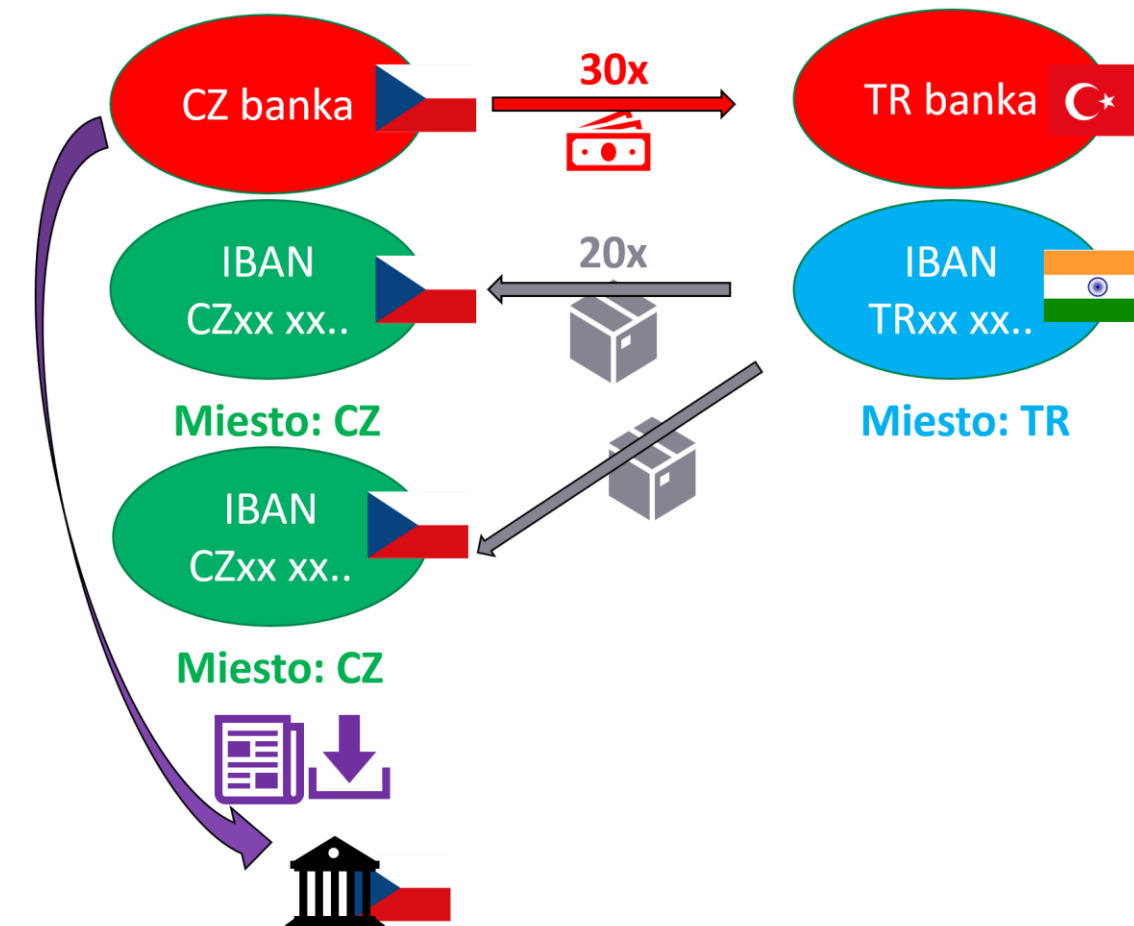 CZ banka
30x
TR banka
IBAN
CZxx xx..
20x
IBAN
TRxx xx..
Miesto: CZ
Miesto: TR
IBAN
CZxx xx..
Miesto: CZ